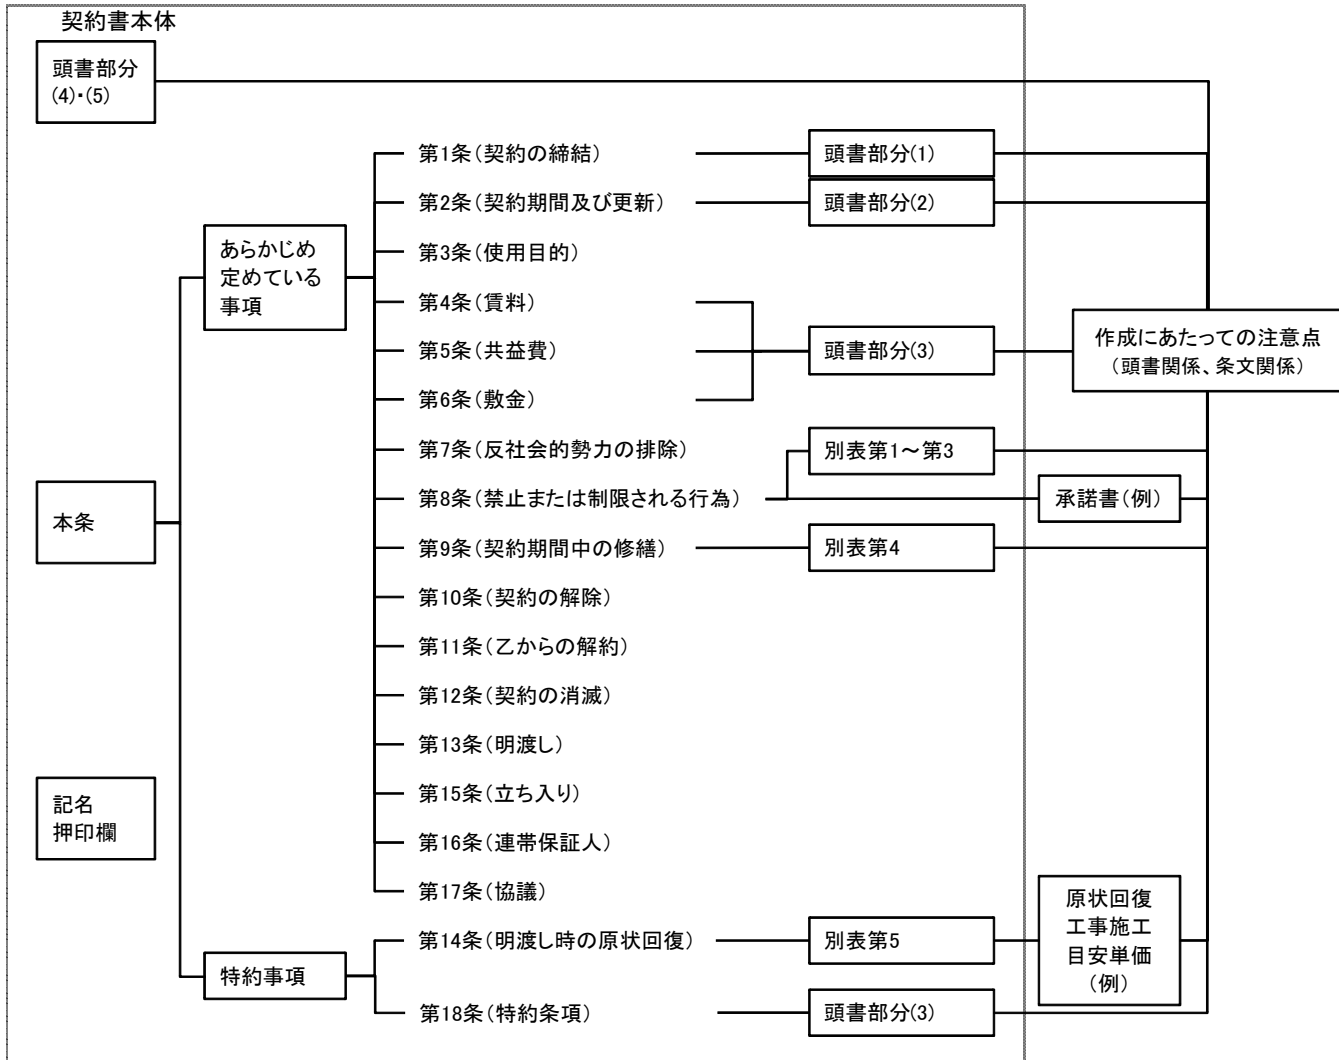 契約書本体
頭書部分
(4)・(5)
第1条(契約の締結)
頭書部分(1)
第2条(契約期間及び更新)
頭書部分(2)
あらかじめ
定めている
事項
第3条(使用目的)
第4条(賃料)
第5条(共益費)
頭書部分(3)
第6条(敷金)
作成にあたっての注意点
(頭書関係、条文関係)
第7条(反社会的勢力の排除)
別表第1～第3
第8条(禁止または制限される行為)
承諾書(例)
本条
第9条(契約期間中の修繕)
別表第4
第10条(契約の解除)
第11条(乙からの解約)
第12条(契約の消滅)
第13条(明渡し)
第15条(立ち入り)
記名
押印欄
第16条(連帯保証人)
第17条(協議)
特約事項
第14条(明渡し時の原状回復)
別表第5
原状回復
工事施工
目安単価
(例)
第18条(特約条項)
頭書部分(3)